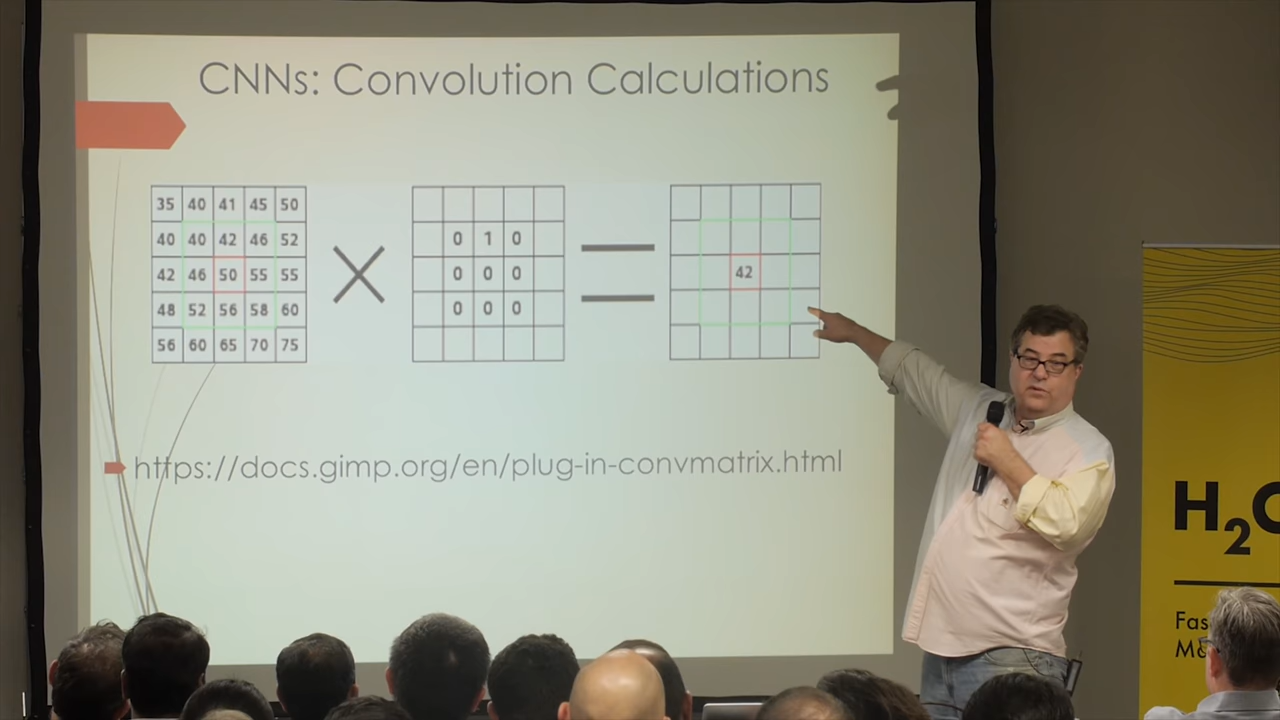 CNNs: Convolution Calculations
35 40 41 45 50
40 40 42 46 52
42 46 50 55 55
48 52 56 58 60
56 60 65 70 75
0 1 0
0 0 0
0 0 0
42
https://docs.gimp.org/en/plug-in-convmatrix.html
H2
Fas